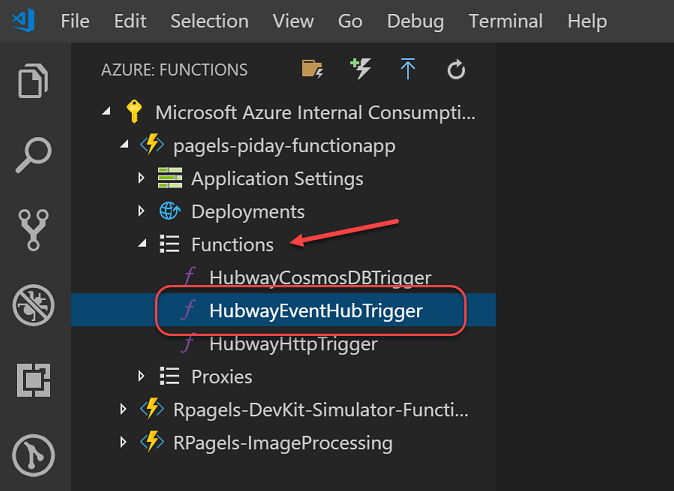 File Edit Selection View Go Debug Terminal Help
AZURE: FUNCTIONS
Microsoft Azure Internal Consumpti...
pagels-piday-functionapp
Application Settings
Deployments
Functions
HubwayCosmosDBTrigger
HubwayEventHubTrigger
HubwayHttpTrigger
Proxies
Rpagels-DevKit-Simulator-Functi...
RPagels-ImageProcessing